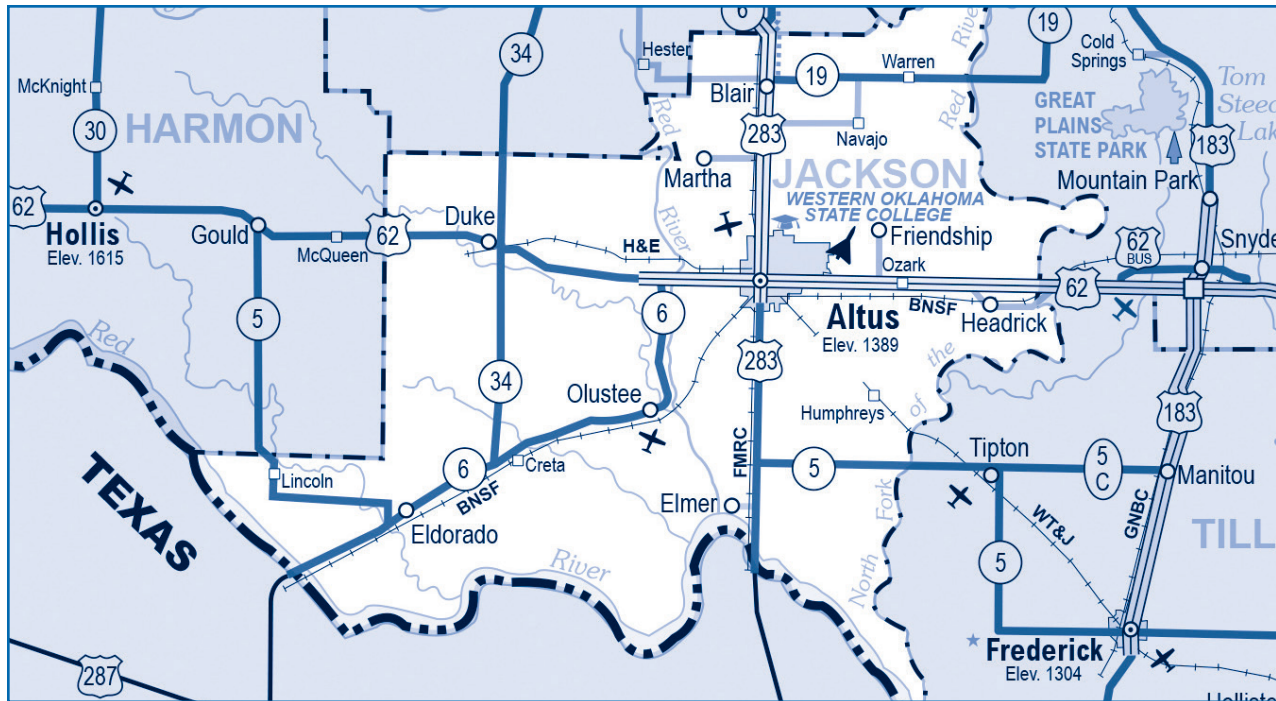 6
34
19
19
Hester
Warren
Cold
Springs
McKnight
Blair
Red
River
Red
Tom
Steed
Lake
GREAT
PLAINS
STATE PARK
30
HARMON
283
Navajo
183
Martha
JACKSON
Mountain Park
WESTERN OKLAHOMA
STATE COLLEGE
62
Hollis
Elev. 1615
Gould
McQueen
62
Duke
H&E
River
Friendship
Ozark
62
BUS
Snyde
5
6
Altus
Elev. 1389
BNSF
Headrick
62
Red
34
283
Olustee
Humphreys
North Fork of the
183
TEXAS
Lincoln
6
Creta
BNSF
FMRC
5
Tipton
5
C
Manitou
Eldorado
Elmer
WT&J
GNBC
TILL
River
5
287
Frederick
Elev. 1304